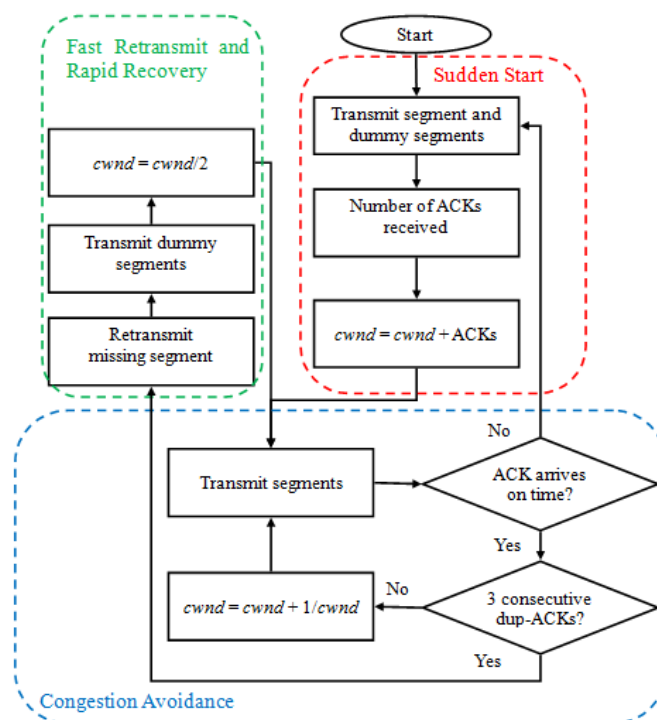 Start
Sudden Start
Transmit segment and
dummy segments
Number of ACKs
received
cwnd = cwnd + ACKs
Fast Retransmit and
Rapid Recovery
cwnd = cwnd/2
Transmit dummy
segments
Retransmit
missing segment
Transmit segments
No
ACK arrives
on time?
Yes
3 consecutive
dup-ACKs?
No
cwnd = cwnd + 1/cwnd
Yes
Congestion Avoidance